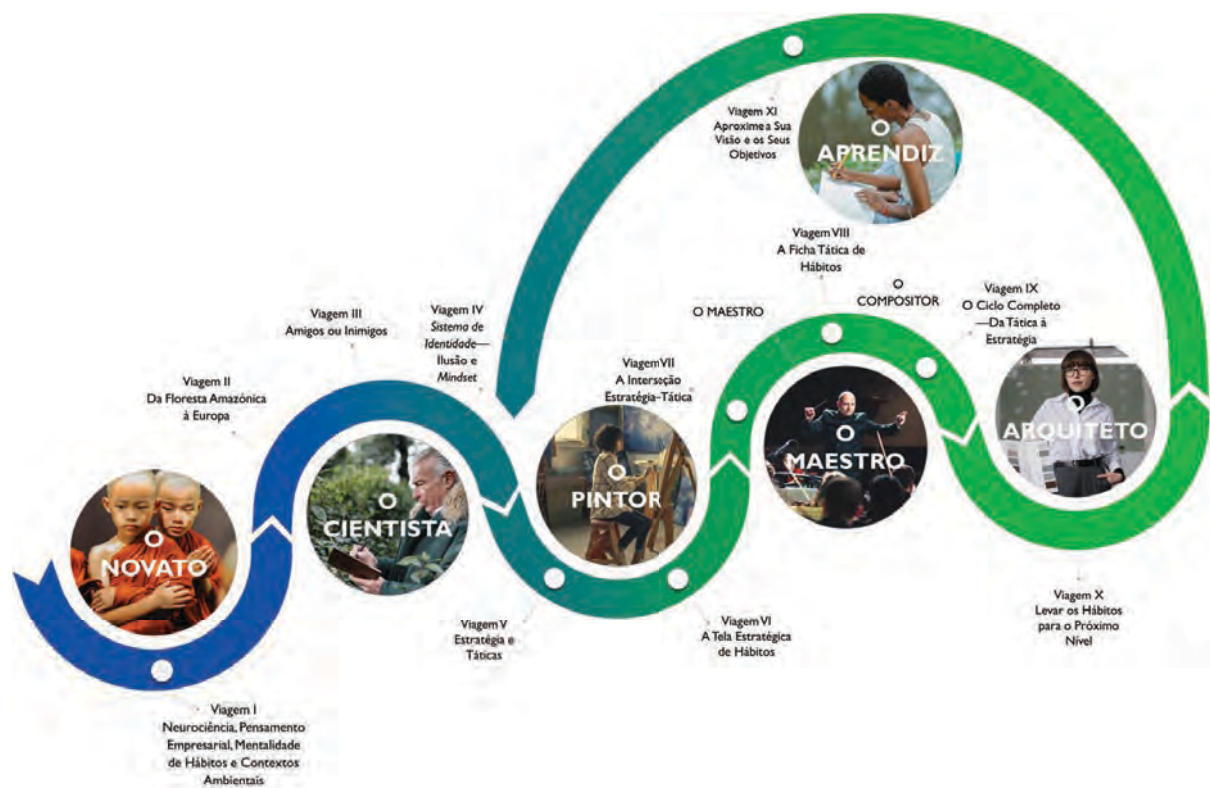 Viagem XI
Aproxime a Sua
Visão e os Seus
Objetivos
O
APRENDIZ
Viagem VIII
A Ficha Tática de
Hábitos
O
COMPOSITOR
Viagem IX
O Ciclo Completo
—Da Tática à
Estratégia
O MAESTRO
Viagem III
Amigos ou Inimigos
Viagem IV
Sistema de
Identidade—
Ilusão e
Mindset
Viagem VII
A Interseção
Estratégia-Tática
Viagem II
Da Floresta Amazónica
à Europa
O
NOVATO
O
CIENTISTA
O
PINTOR
O
MAESTRO
O
ARQUITETO
Viagem V
Estratégia e
Táticas
Viagem VI
A Tela Estratégica
de Hábitos
Viagem X
Levar os Hábitos
para o Próximo
Nível
Viagem I
Neurociência, Pensamento
Empresarial, Mentalidade
de Hábitos e Contextos
Ambientais